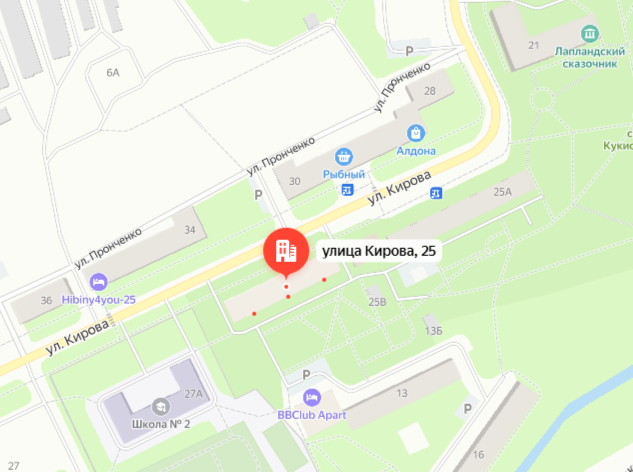 21
Лапландский
сказочник
P
6А
ул. Пронченко
28
с
Кукис
ул. Пронченко
Алдона
Рыбный
30
P
ул. Кирова
25А
34
ул. Пронченко
улица Кирова, 25
Hibiny4you-25
36
25В
ул. Кирова
13Б
P
27А
13
Школа № 2
BBClub Apart
P
16
27